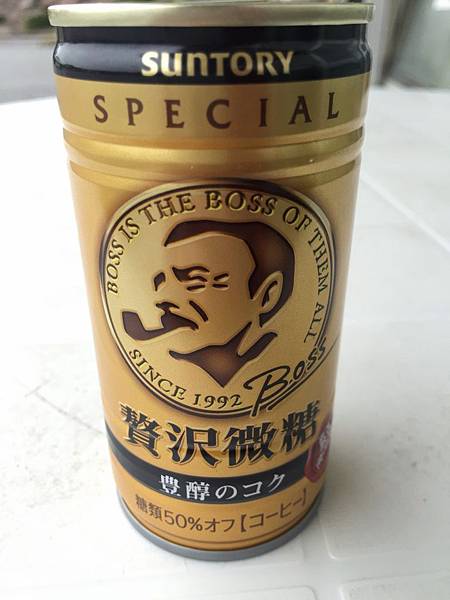 SUNTORY
SPECIAL
BOSS IS THE BOSS OF THEM ALL
SINCE 1992
BOSS
贅沢微糖
豊醇のコク
糖類50%オフ【コーヒー】